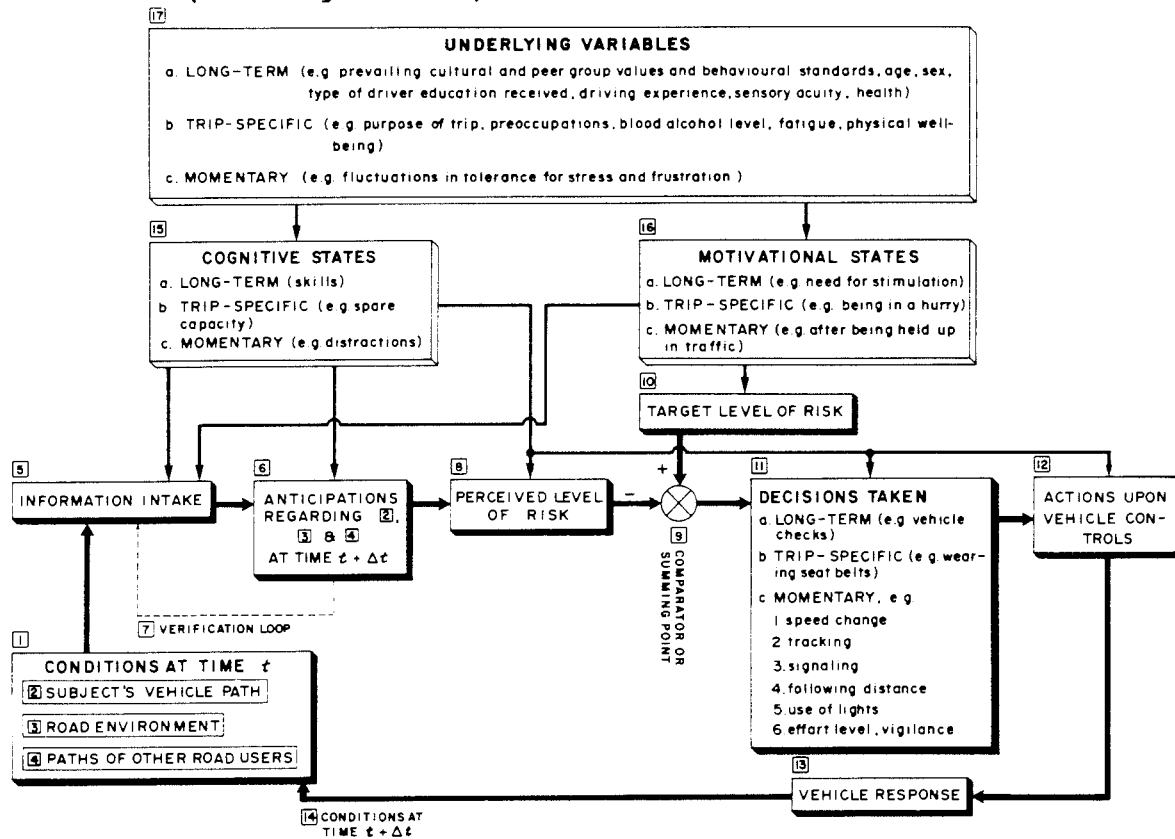 17
UNDERLYING VARIABLES
a. LONG-TERM (e.g. prevailing cultural and peer group values and behavioural standards, age, sex,
type of driver education received, driving experience, sensory acuity, health)
b TRIP-SPECIFIC (e.g. purpose of trip, preoccupations, blood alcohol level, fatigue, physical well-
being)
c. MOMENTARY (e.g. fluctuations in tolerance for stress and frustration)
15
COGNITIVE STATES
a. LONG-TERM (skills)
b TRIP-SPECIFIC (e.g. spare
capacity)
c. MOMENTARY (e.g. distractions)
16
MOTIVATIONAL STATES
a. LONG-TERM (e.g. need for stimulation)
b. TRIP-SPECIFIC (e.g. being in a hurry)
c. MOMENTARY (e.g. after being held up
in traffic)
10
TARGET LEVEL OF RISK
5
INFORMATION INTAKE
6
ANTICIPATIONS
REGARDING 2,
3 & 4
AT TIME t + Δt
8
PERCEIVED LEVEL
OF RISK
+
−
9
COMPARATOR OR
SUMMING POINT
11
DECISIONS TAKEN
a. LONG-TERM (e.g. vehicle
checks)
b TRIP-SPECIFIC (e.g. wear-
ing seat belts)
c MOMENTARY, e.g.
1 speed change
2 tracking
3. signaling
4. following distance
5. use of lights
6. effart level, vigilance
12
ACTIONS UPON
VEHICLE CON-
TROLS
7 VERIFICATION LOOP
1
CONDITIONS AT TIME t
2 SUBJECT'S VEHICLE PATH
3 ROAD ENVIRONMENT
4 PATHS OF OTHER ROAD USERS
13
VEHICLE RESPONSE
14 CONDITIONS AT
TIME t + Δt